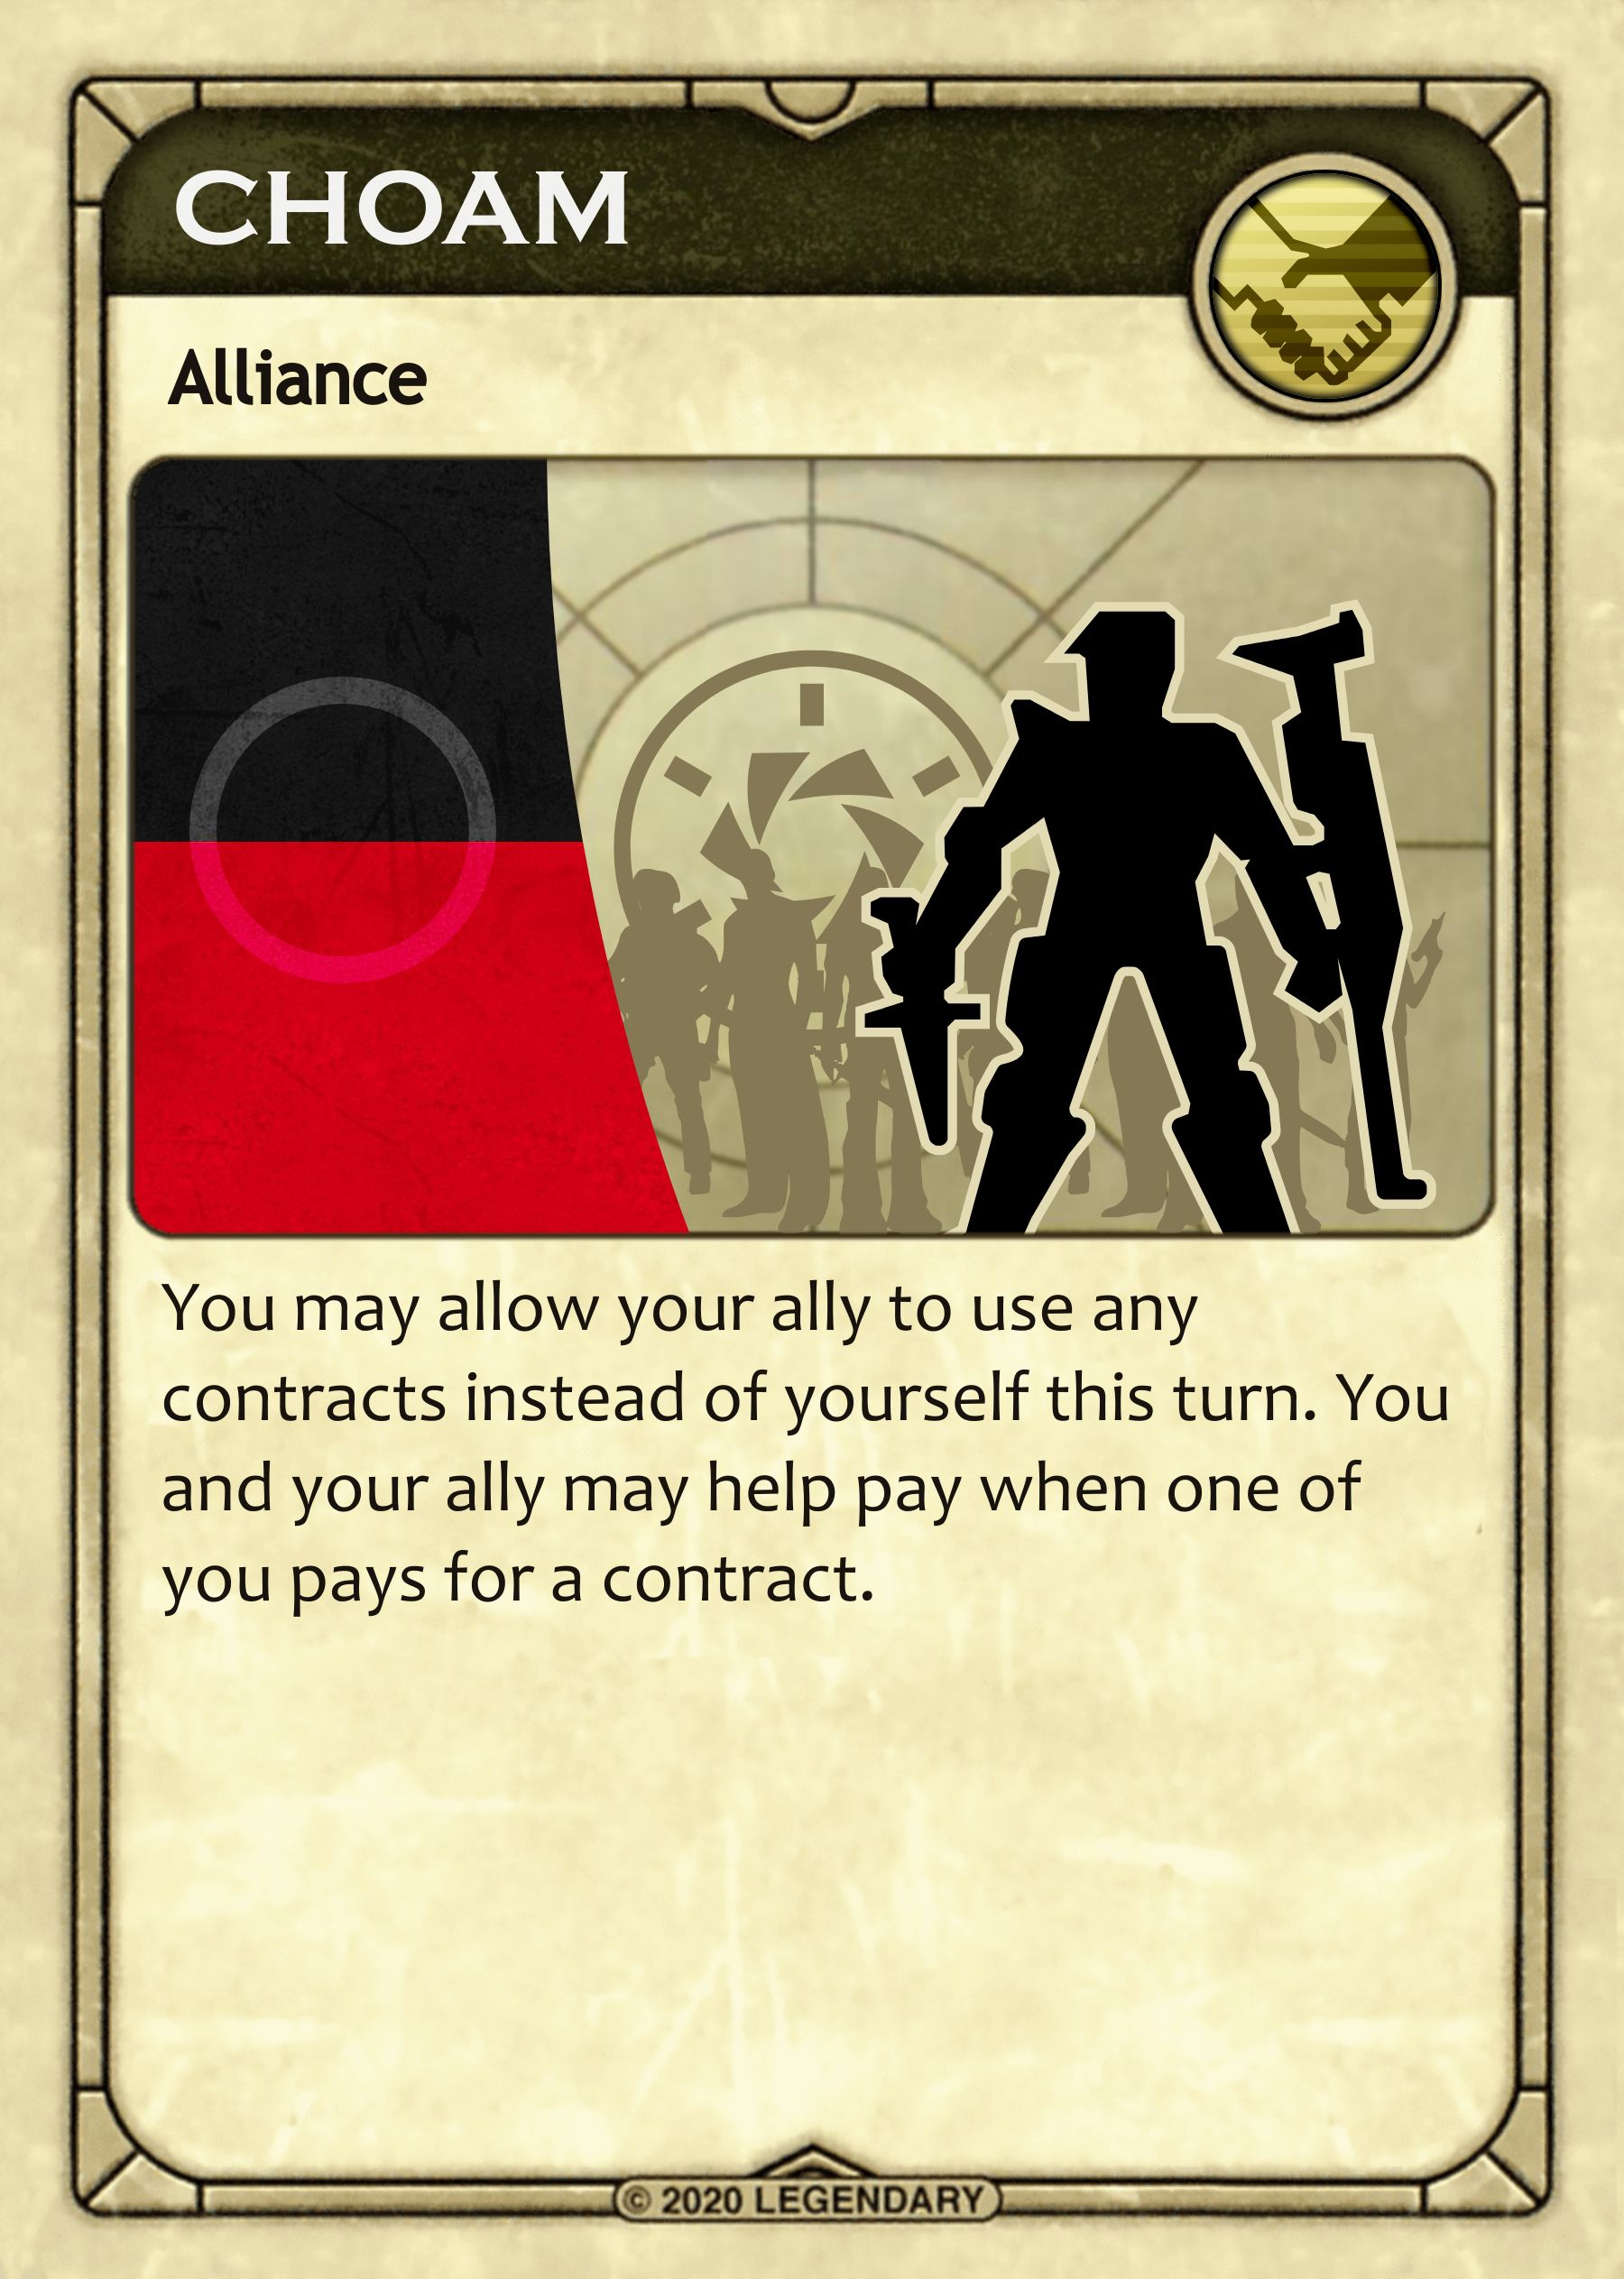 CHOAM
Alliance
You may allow your ally to use any
contracts instead of yourself this turn. You
and your ally may help pay when one of
you pays for a contract.
© 2020 LEGENDARY